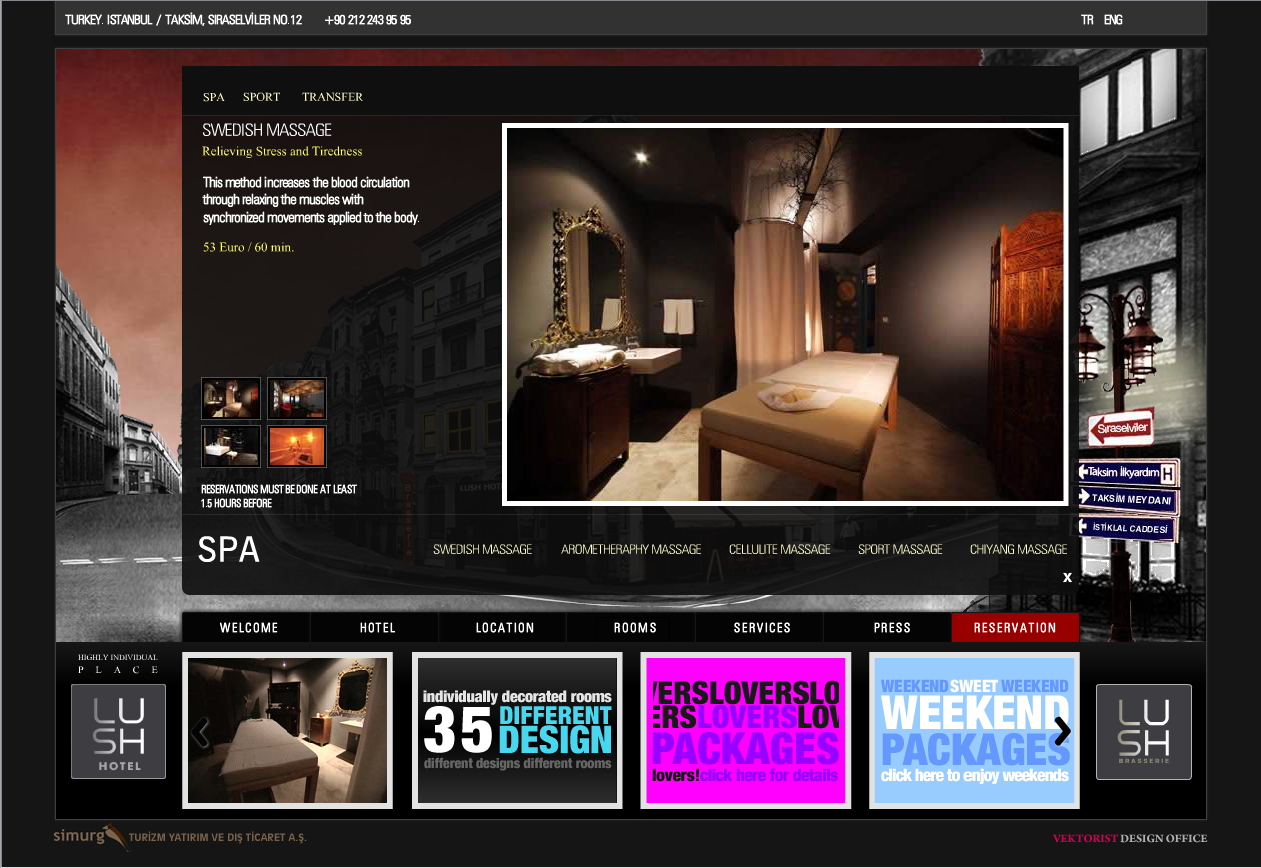 TURKEY. ISTANBUL / TAKSİM, SIRASELVİLER NO.12 +90 212 243 95 95
TR ENG
SPA SPORT TRANSFER
SWEDISH MASSAGE
Relieving Stress and Tiredness
This method increases the blood circulation
through relaxing the muscles with
synchronized movements applied to the body.
53 Euro / 60 min.
RESERVATIONS MUST BE DONE AT LEAST
1.5 HOURS BEFORE
LUSH HOTEL
Sıraselviler
Taksim İlkyardım H
TAKSİM MEYDANI
İSTİKLAL CADDESİ
SPA
SWEDISH MASSAGE AROMETHERAPHY MASSAGE CELLULITE MASSAGE SPORT MASSAGE CHIYANG MASSAGE
x
WELCOME HOTEL LOCATION ROOMS SERVICES PRESS RESERVATION
HIGHLY INDIVIDUAL
PLACE
LUSH
HOTEL
individually decorated rooms
35 DIFFERENT
DESIGN
different designs different rooms
VERSLOVERSLO
ERSLOVERSLOV
PACKAGES
lovers!click here for details
WEEKEND SWEET WEEKEND
WEEKEND
PACKAGES
click here to enjoy weekends
LUSH
BRASSERIE
simurg TURİZM YATIRIM VE DIŞ TİCARET A.Ş.
VEKTORIST DESIGN OFFICE